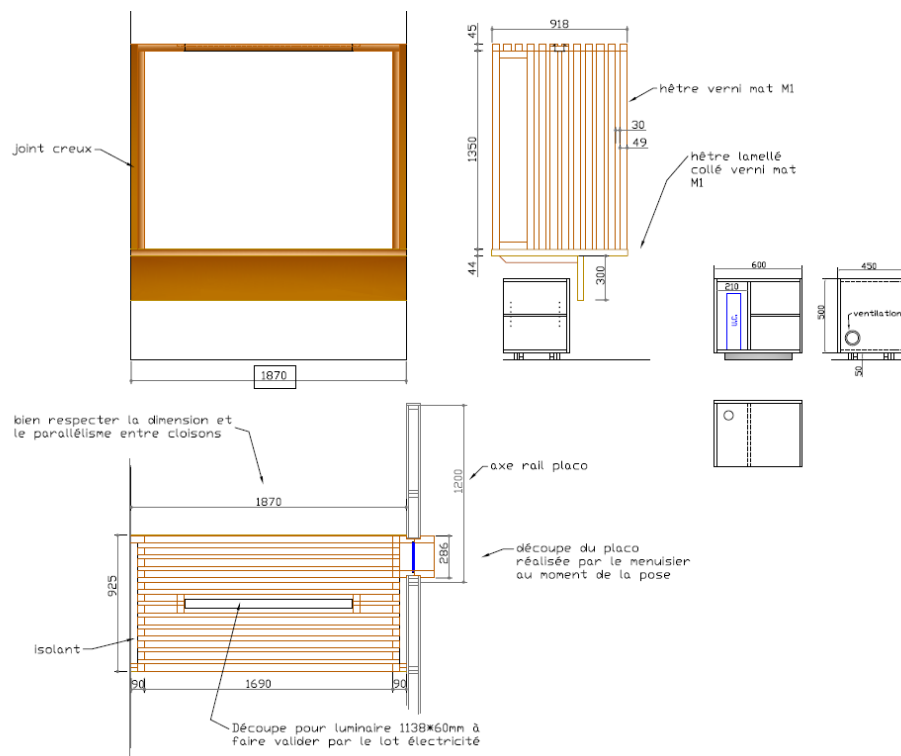 918
45
hêtre verni mat M1
joint creux
30
49
1350
hêtre lamellé
collé verni mat
M1
44
300
600
450
210
u.c.
500
ventilation
50
1870
bien respecter la dimension et
le parallélisme entre cloisons
axe rail placo
1200
1870
286
découpe du placo
réalisée par le menuisier
au moment de la pose
925
isolant
90
1690
90
Découpe pour luminaire 1138*60mm à
faire valider par le lot électricité